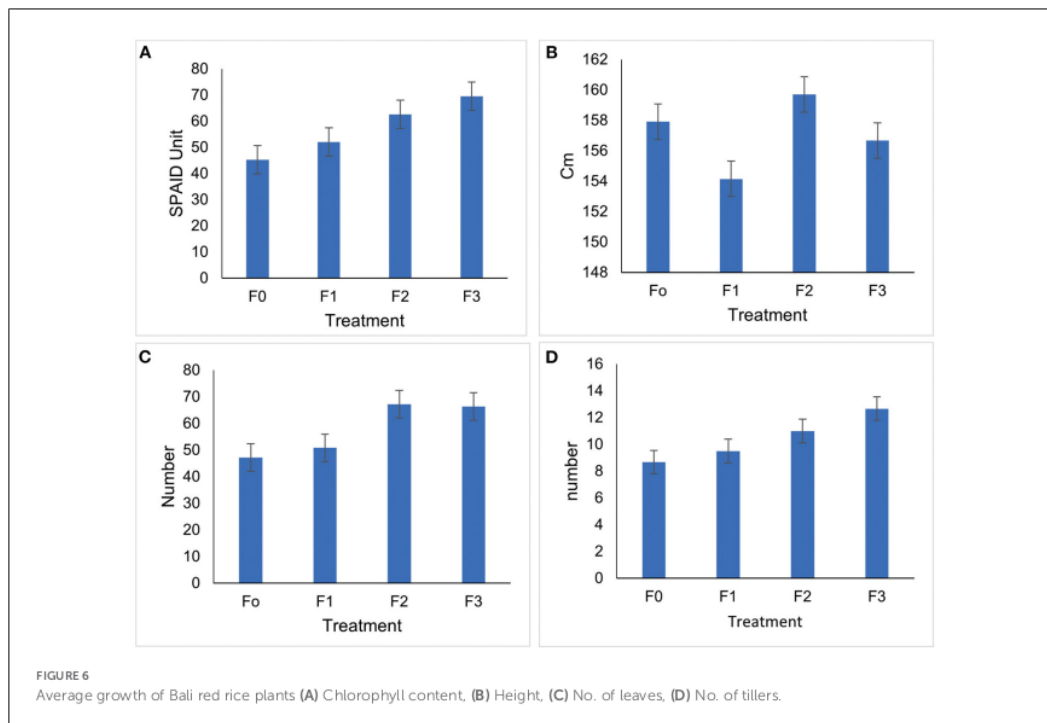 A
80
70
60
50
40
30
20
10
0
SPAID Unit
F0 F1 F2 F3
Treatment
B
162
160
158
156
154
152
150
148
Cm
Fo F1 F2 F3
Treatment
C
80
70
60
50
40
30
20
10
0
Number
Fo F1 F2 F3
Treatment
D
16
14
12
10
8
6
4
2
0
number
F0 F1 F2 F3
Treatment
FIGURE 6
Average growth of Bali red rice plants (A) Chlorophyll content, (B) Height, (C) No. of leaves, (D) No. of tillers.